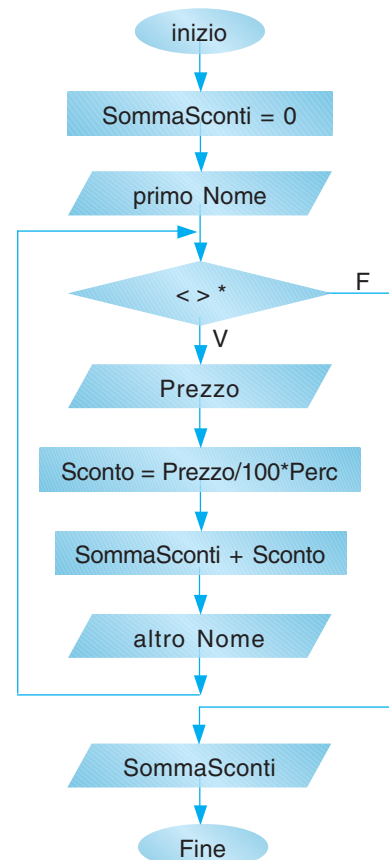 inizio
SommaSconti = 0
primo Nome
< > *
F
V
Prezzo
Sconto = Prezzo/100*Perc
SommaSconti + Sconto
altro Nome
SommaSconti
Fine